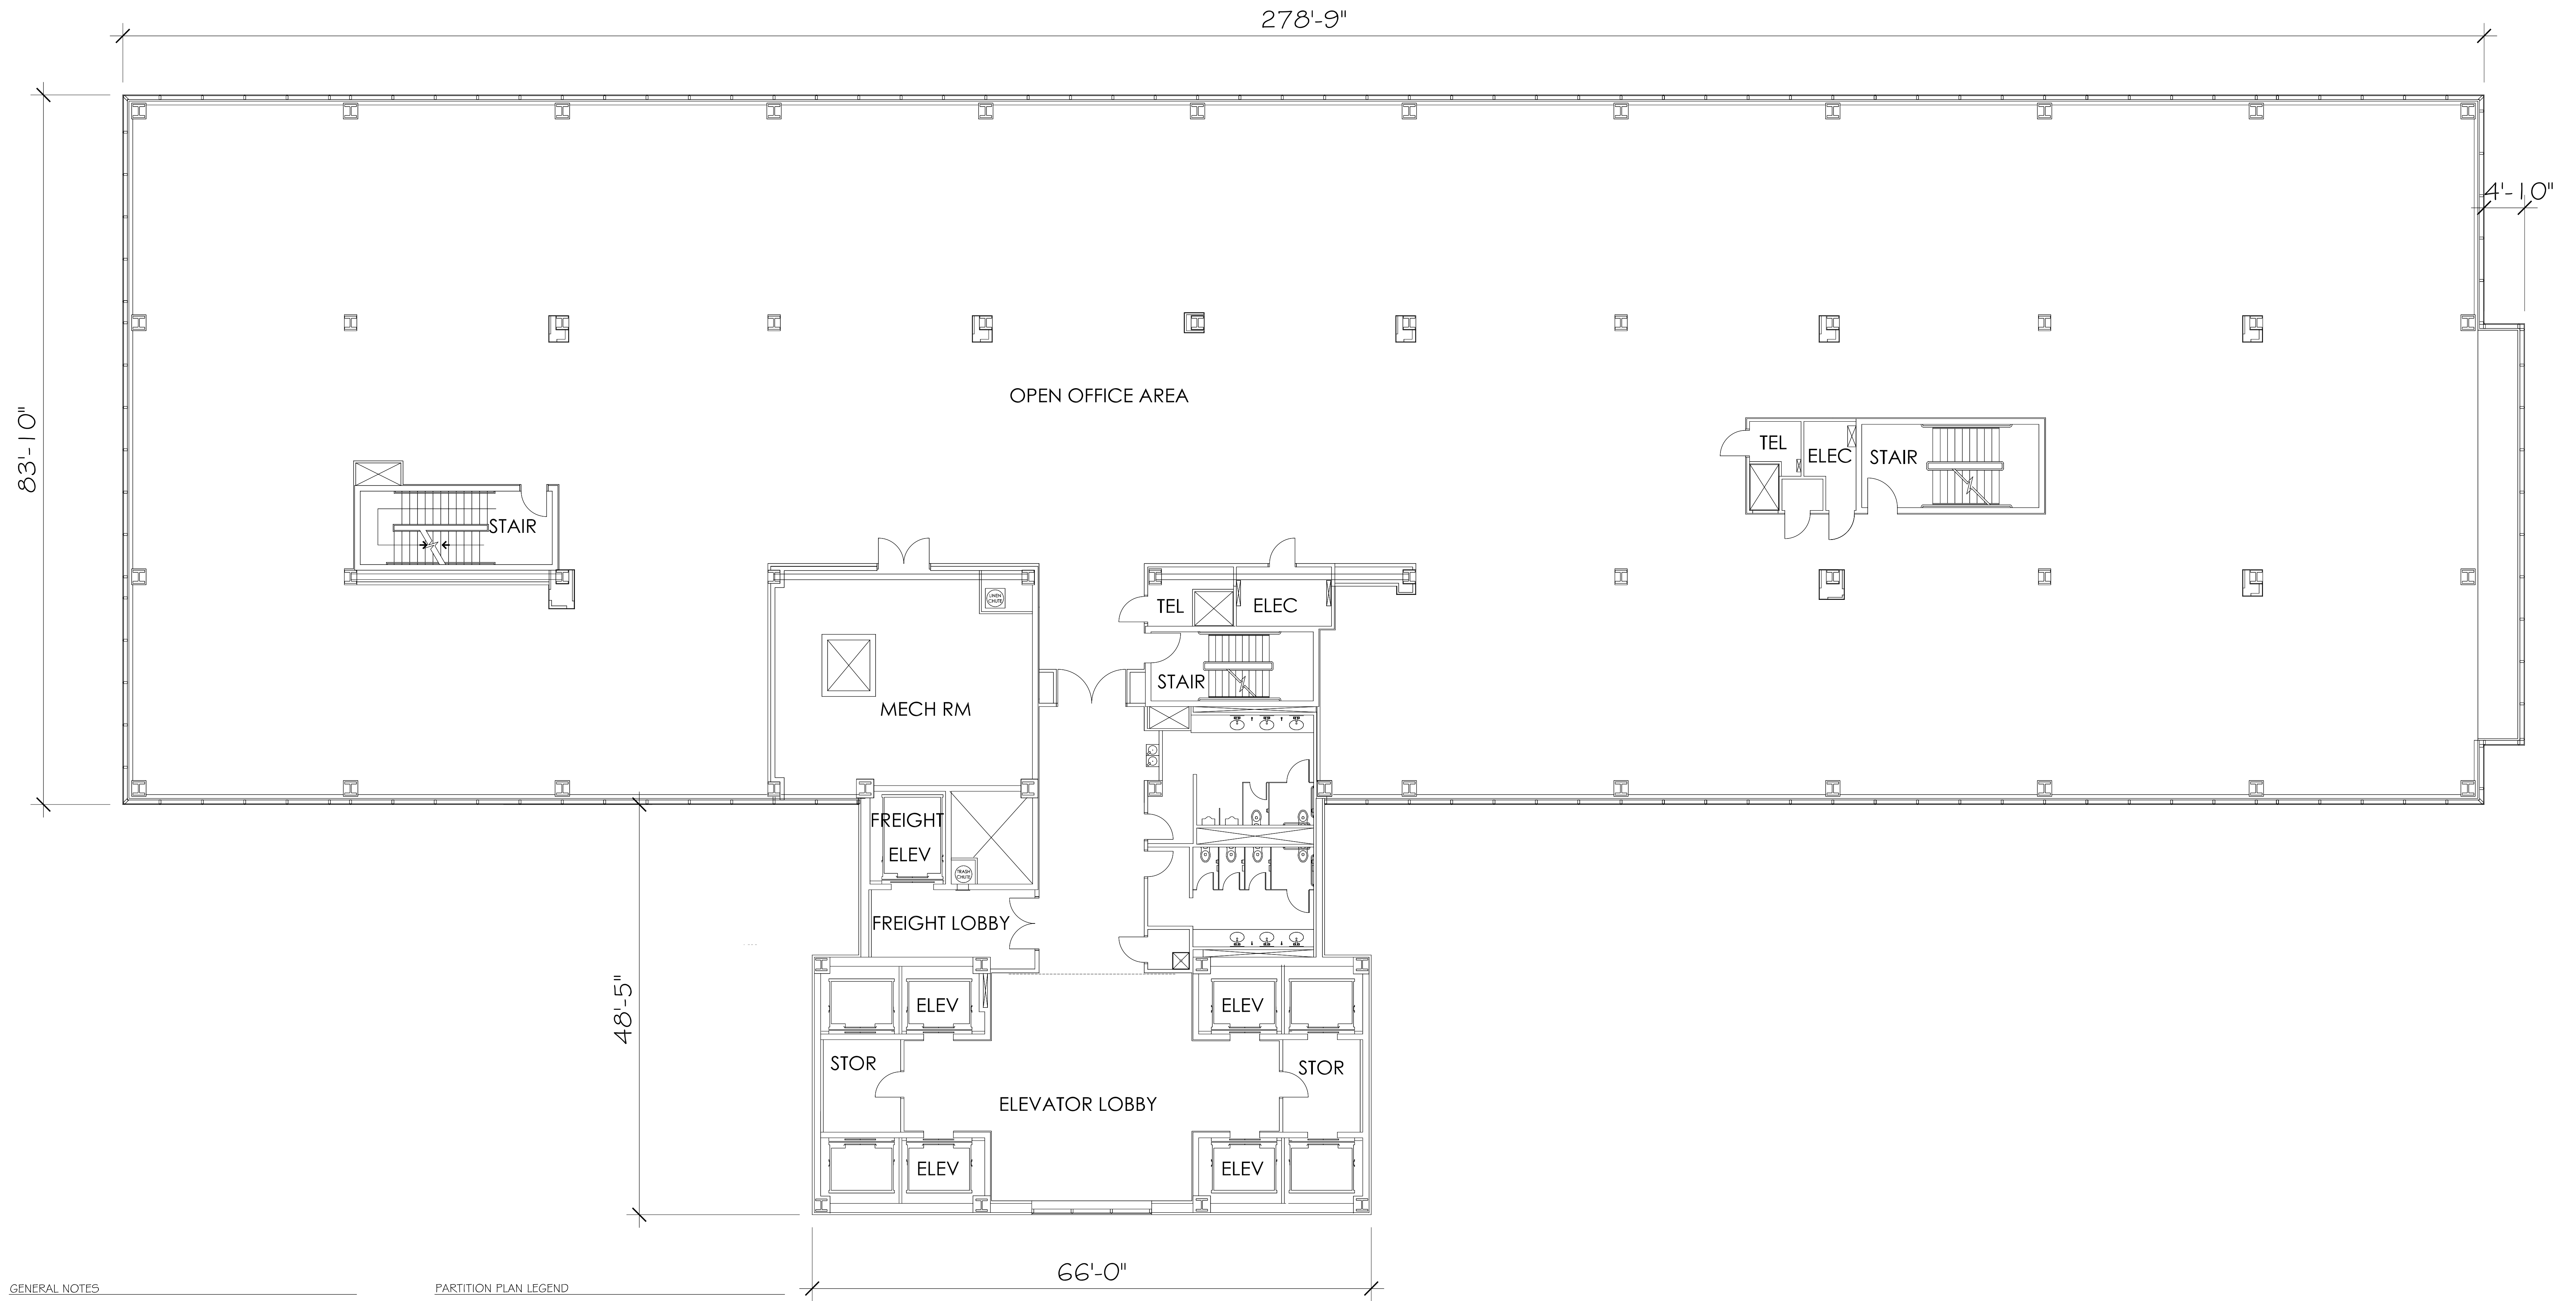 278'-9"
4'-10"
83'-10"
OPEN OFFICE AREA
TEL
ELEC
STAIR
STAIR
LINEN
CHUTE
TEL
ELEC
STAIR
MECH RM
FREIGHT
ELEV
TRASH
CHUTE
FREIGHT LOBBY
48'-5"
ELEV
ELEV
STOR
STOR
ELEVATOR LOBBY
ELEV
ELEV
66'-0"
GENERAL NOTES
PARTITION PLAN LEGEND